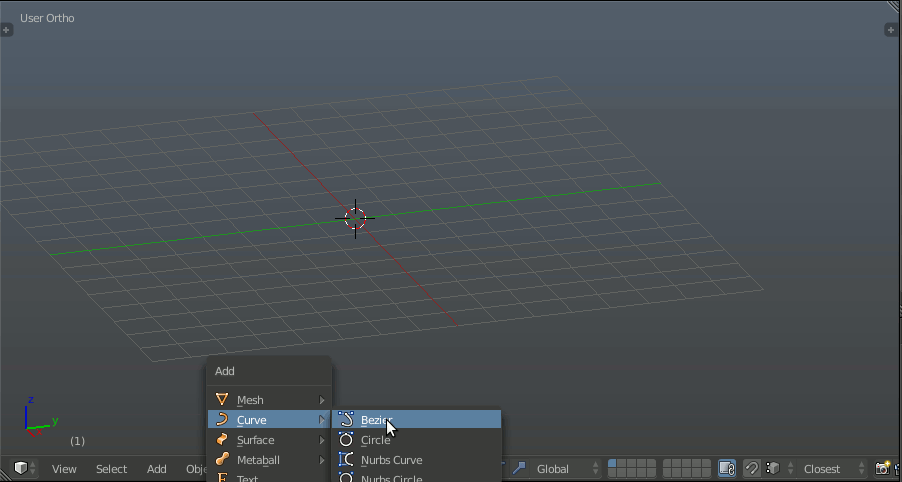 User Ortho
Add
Mesh
Curve
Bezier
Surface
Circle
Metaball
Nurbs Curve
Text
Nurbs Circle
z
y
(1)
View
Select
Add
Obje
Global
Closest